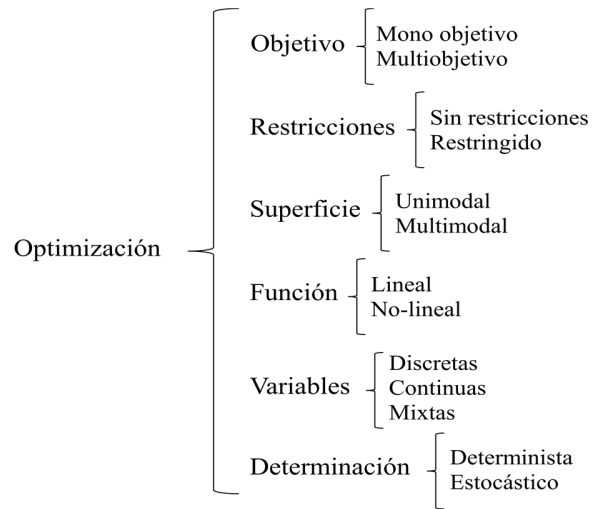 Optimización
Objetivo
Mono objetivo
Multiobjetivo
Restricciones
Sin restricciones
Restringido
Superficie
Unimodal
Multimodal
Función
Lineal
No-lineal
Variables
Discretas
Continuas
Mixtas
Determinación
Determinista
Estocástico